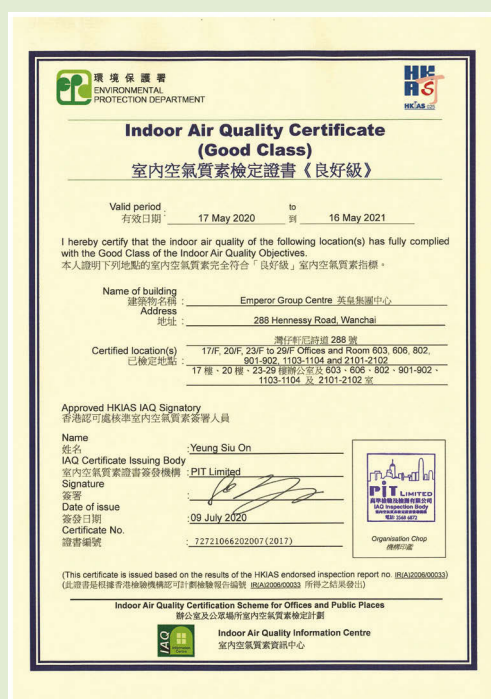 環境保護署
ENVIRONMENTAL
PROTECTION DEPARTMENT
HK
AS
HKIAS
Indoor Air Quality Certificate
(Good Class)
室內空氣質素檢定證書《良好級》
Valid period to
有效日期: 17 May 2020 到 16 May 2021
I hereby certify that the indoor air quality of the following location(s) has fully complied
with the Good Class of the Indoor Air Quality Objectives.
本人證明下列地點的室內空氣質素完全符合「良好級」室內空氣質素指標。
Name of building
建築物名稱 : Emperor Group Centre 英皇集團中心
Address
地址 : 288 Hennessy Road, Wanchai
灣仔軒尼詩道 288 號
Certified location(s) 17/F, 20/F, 23/F to 29/F Offices and Room 603, 606, 802,
已檢定地點 : 901-902, 1103-1104 and 2101-2102
17 樓、20 樓、23-29 樓辦公室及 603、606、802、901-902、
1103-1104 及 2101-2102 室
Approved HKIAS IAQ Signatory
香港認可處核準室內空氣質素簽署人員
Name
姓名 : Yeung Siu On
IAQ Certificate Issuing Body
室內空氣質素證書簽發機構 : PIT Limited
Signature
簽署 :
Date of issue
簽發日期 : 09 July 2020
Certificate No.
證書編號 : 72721066202007(2017)
PIT LIMITED
IAQ Inspection Body
電話: 3568 6872
Organisation Chop
機構印鑑
(This certificate is issued based on the results of the HKIAS endorsed inspection report no. IR(A)2006/00033)
(此證書是根據香港檢驗機構認可計劃檢驗報告編號 IR(A)2006/00033 所得之結果發出)
Indoor Air Quality Certification Scheme for Offices and Public Places
辦公室及公眾場所室內空氣質素檢定計劃
IAQ Information Centre
Indoor Air Quality Information Centre
室內空氣質素資訊中心